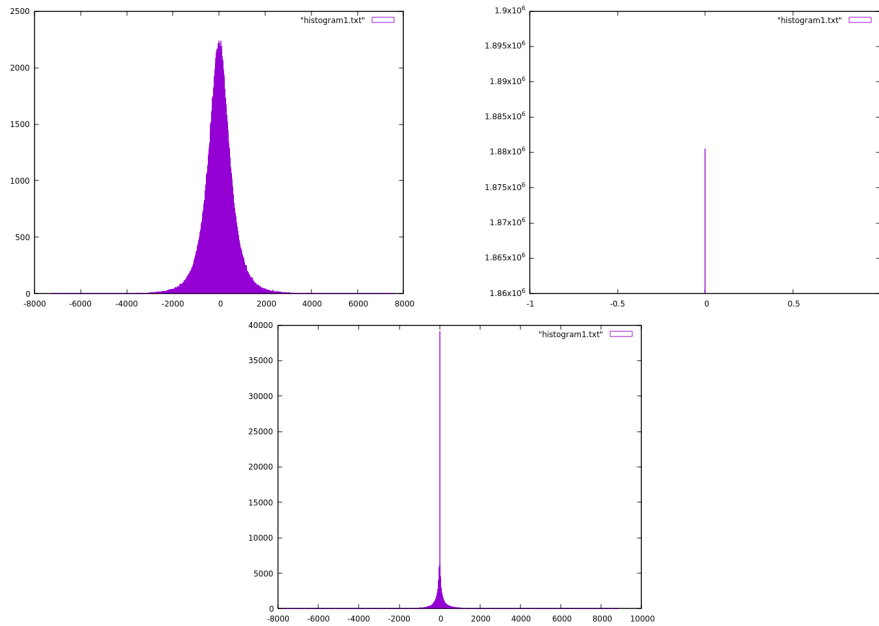 2500
"histogram1.txt"
2000
1500
1000
500
0
-8000 -6000 -4000 -2000 0 2000 4000 6000 8000
1.9x10⁶
"histogram1.txt"
1.895x10⁶
1.89x10⁶
1.885x10⁶
1.88x10⁶
1.875x10⁶
1.87x10⁶
1.865x10⁶
1.86x10⁶
-1 -0.5 0 0.5
40000
"histogram1.txt"
35000
30000
25000
20000
15000
10000
5000
0
-8000 -6000 -4000 -2000 0 2000 4000 6000 8000 10000